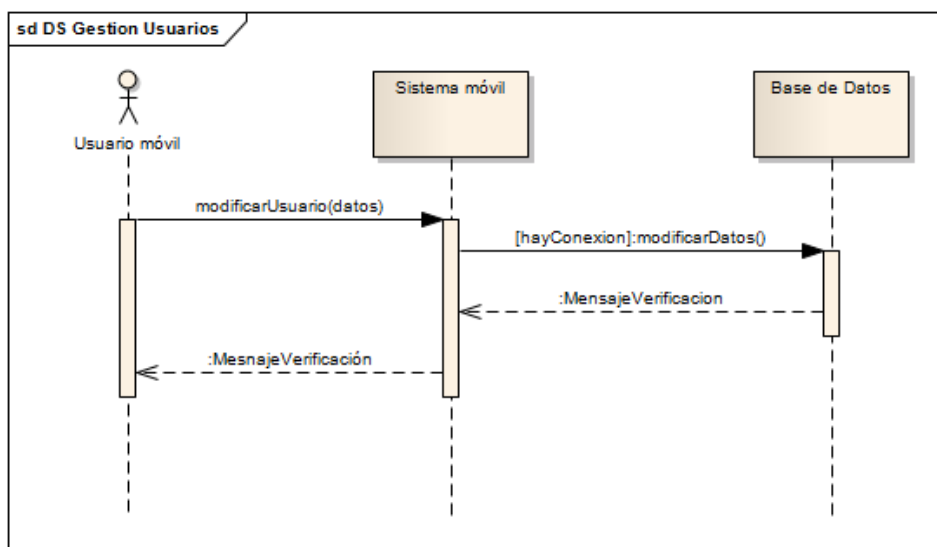 sd DS Gestion Usuarios
Usuario móvil
Sistema móvil
Base de Datos
modificarUsuario(datos)
[hayConexion]:modificarDatos()
:MensajeVerificacion
:MesnajeVerificación